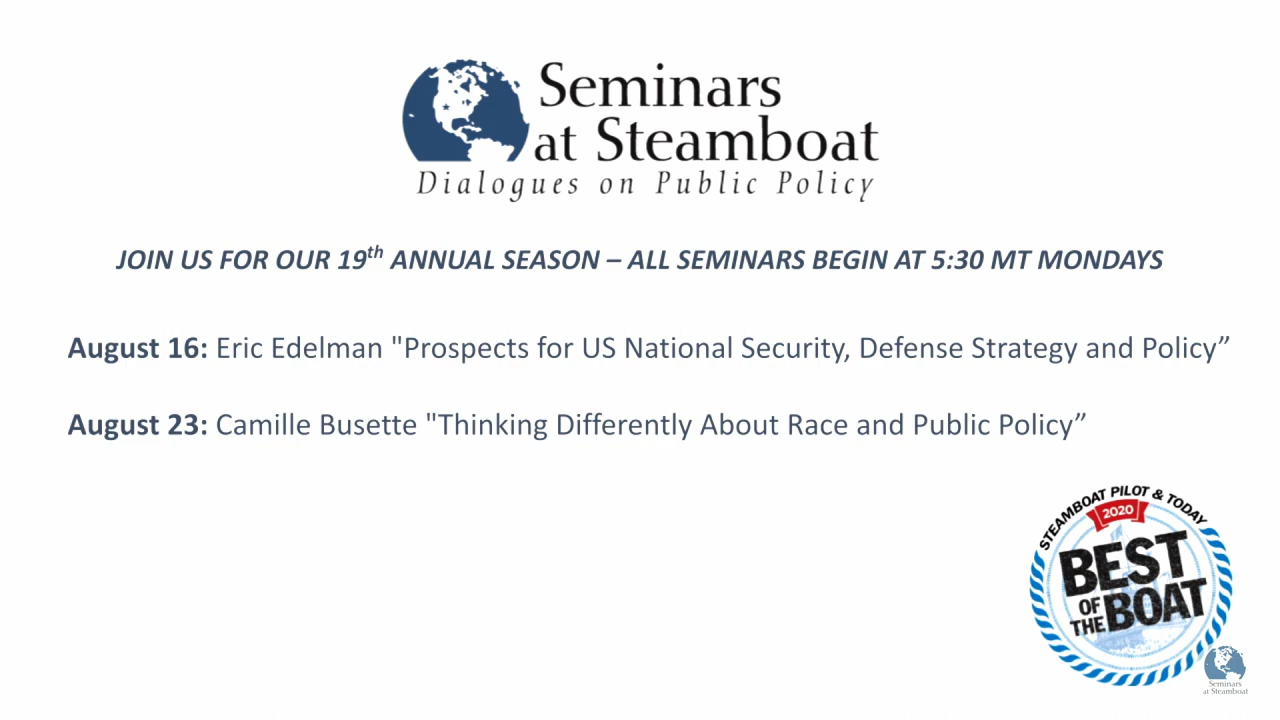 Seminars
at Steamboat
Dialogues on Public Policy
JOIN US FOR OUR 19th ANNUAL SEASON – ALL SEMINARS BEGIN AT 5:30 MT MONDAYS
August 16: Eric Edelman "Prospects for US National Security, Defense Strategy and Policy”
August 23: Camille Busette "Thinking Differently About Race and Public Policy”
STEAMBOAT PILOT & TODAY
2020
BEST
OF
THE BOAT
Seminars
at Steamboat